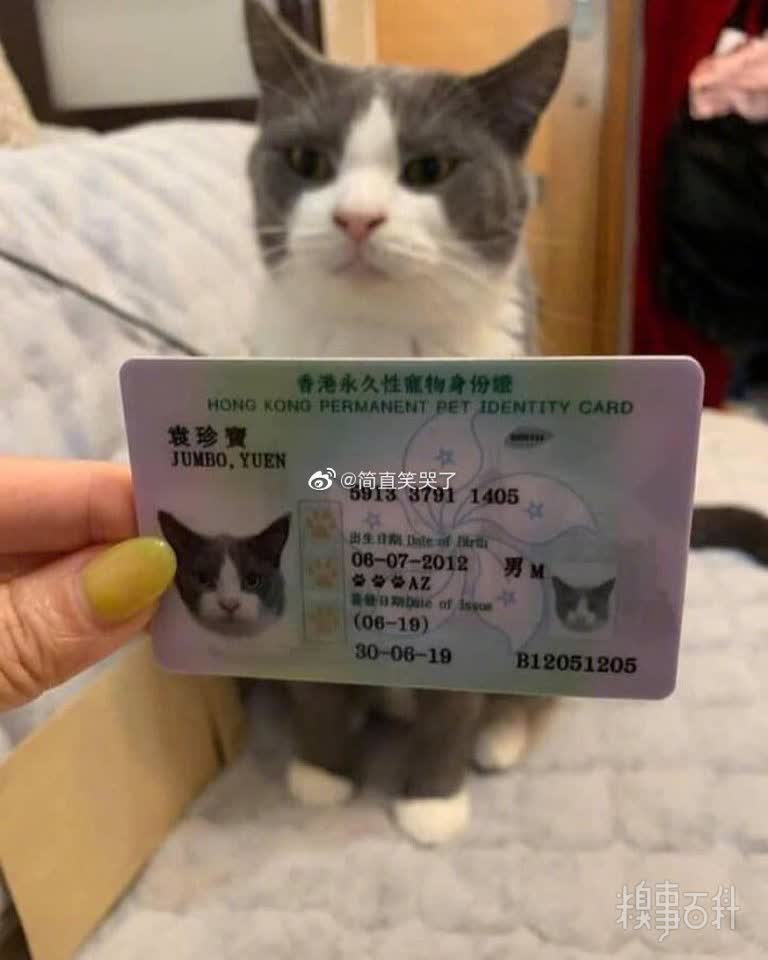 香港永久性寵物身份證
HONG KONG PERMANENT PET IDENTITY CARD
袁珍寶
JUMBO, YUEN
@简直笑哭了
5913 3791 1405
出生日期 Date of Birth
06-07-2012 男 M
AZ
簽發日期 Date of Issue
(06-19)
30-06-19
B12051205
糗事百科